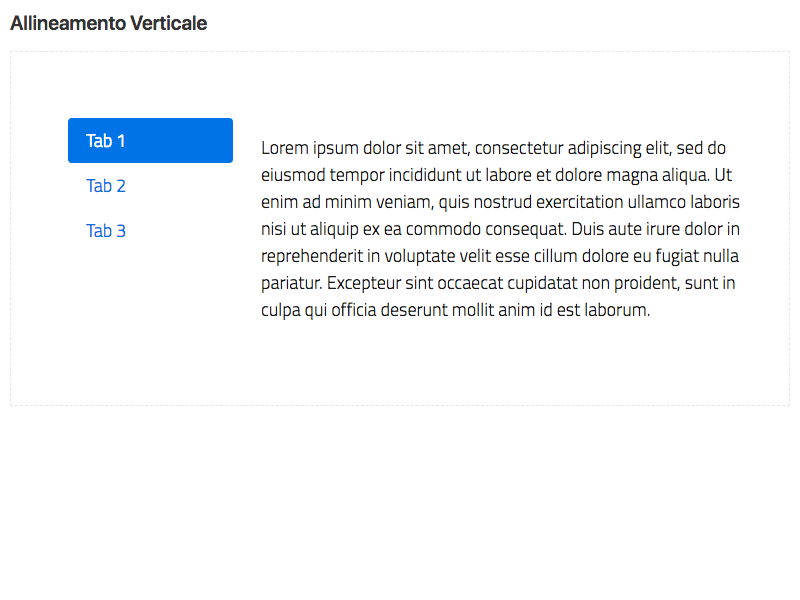 Allineamento Verticale
Tab 1
Tab 2
Tab 3
Lorem ipsum dolor sit amet, consectetur adipiscing elit, sed do
eiusmod tempor incididunt ut labore et dolore magna aliqua. Ut
enim ad minim veniam, quis nostrud exercitation ullamco laboris
nisi ut aliquip ex ea commodo consequat. Duis aute irure dolor in
reprehenderit in voluptate velit esse cillum dolore eu fugiat nulla
pariatur. Excepteur sint occaecat cupidatat non proident, sunt in
culpa qui officia deserunt mollit anim id est laborum.